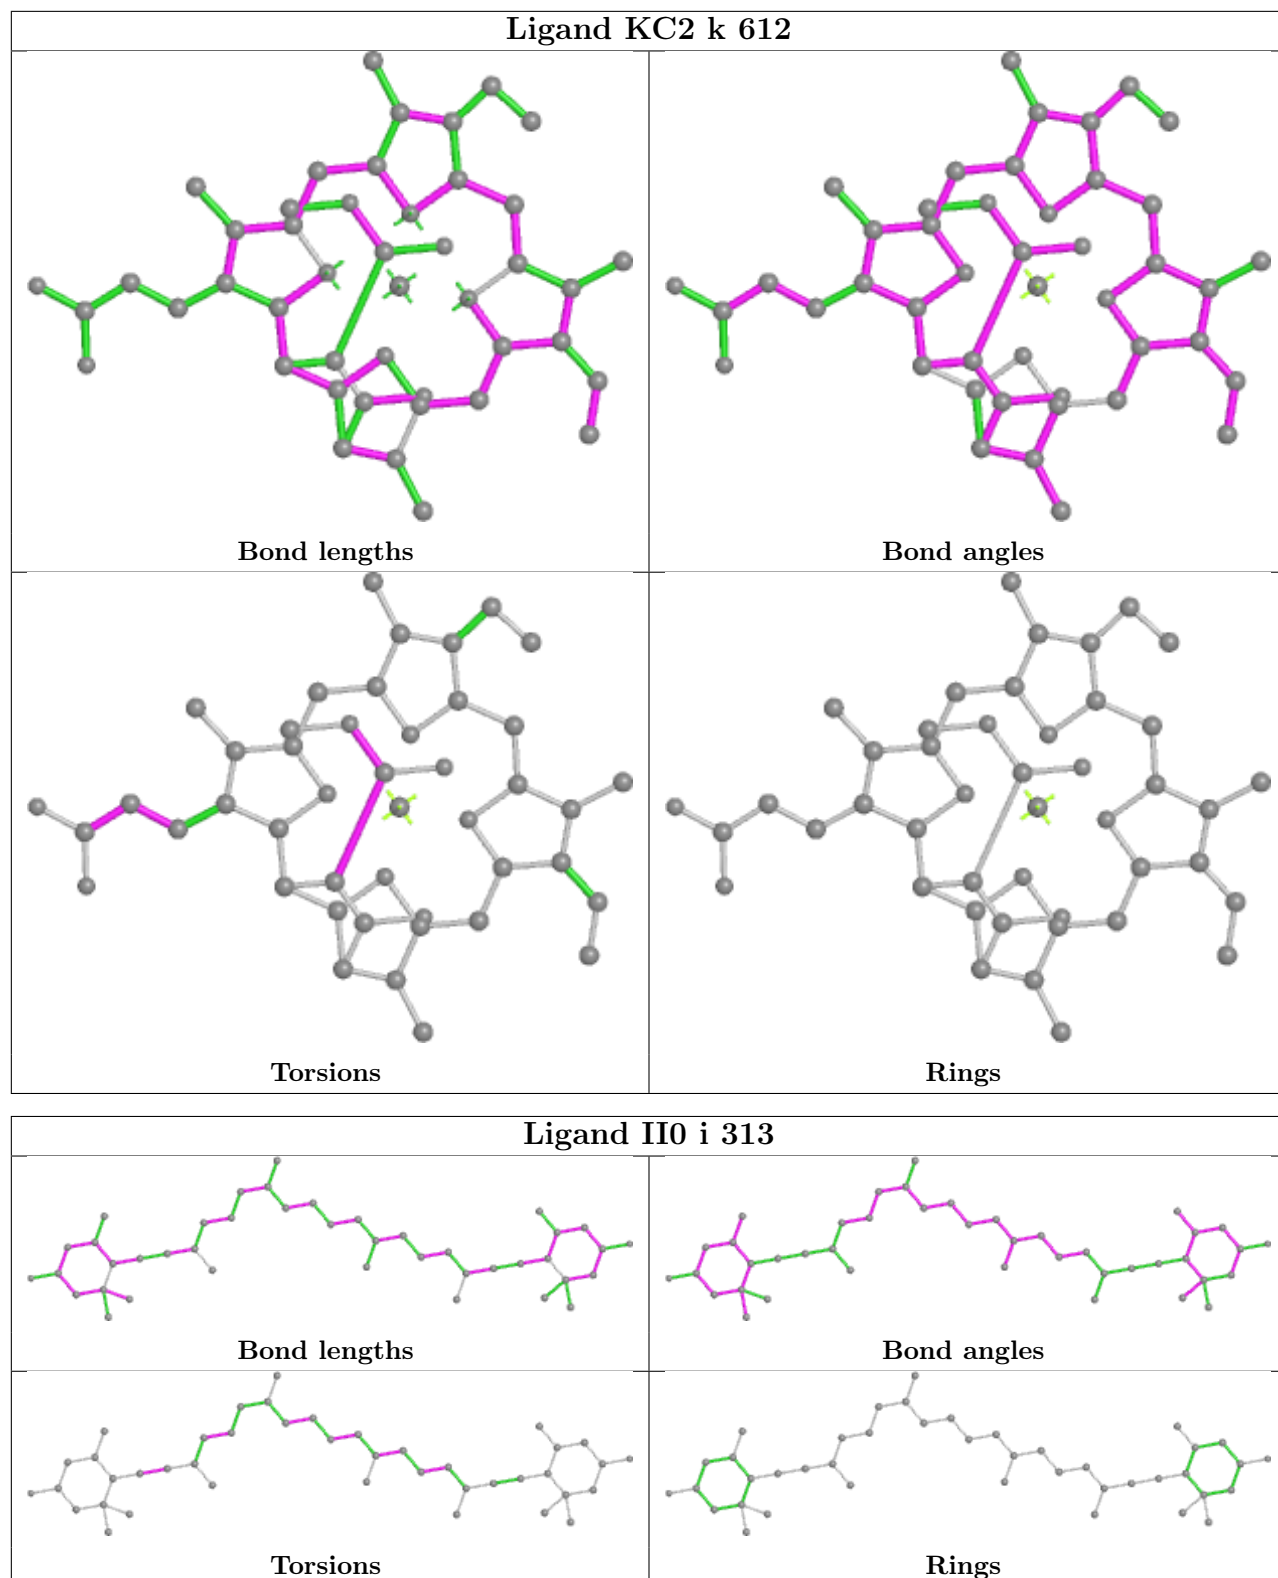 Ligand KC2 k 612
Bond lengths
Bond angles
Torsions
Rings
Ligand II0 i 313
Bond lengths
Bond angles
Torsions
Rings